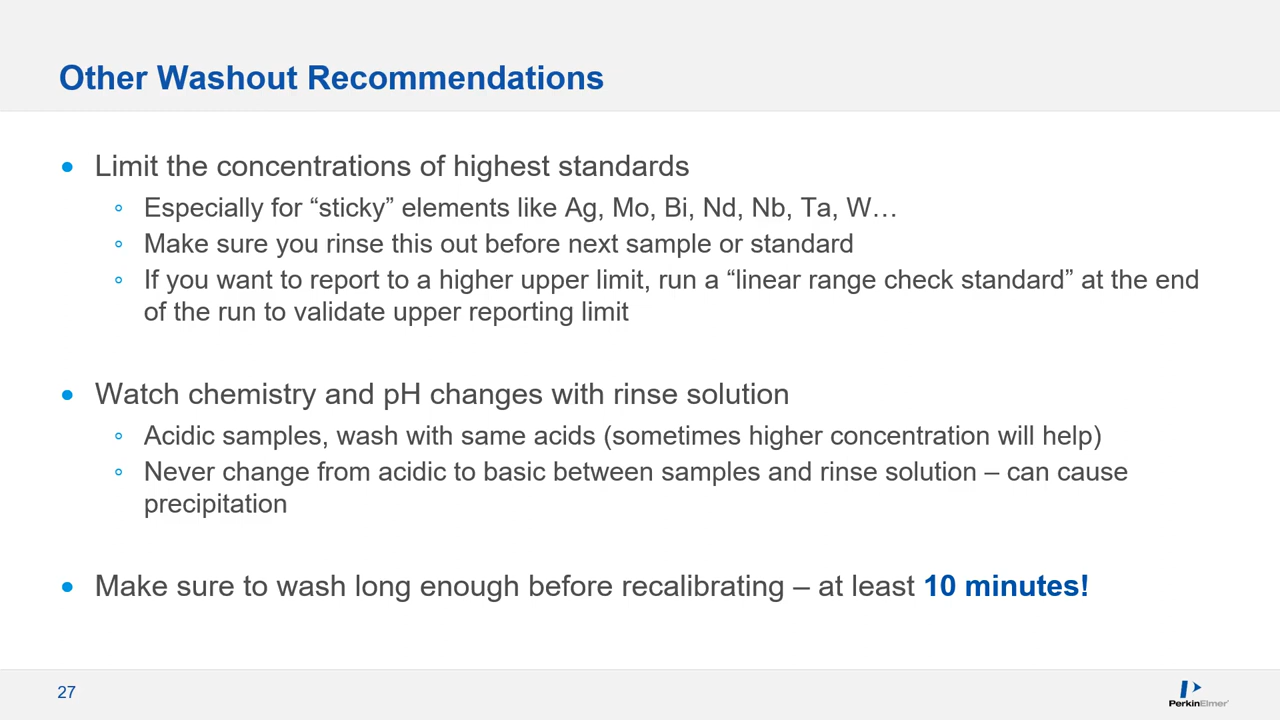 Other Washout Recommendations
• Limit the concentrations of highest standards
◦ Especially for “sticky” elements like Ag, Mo, Bi, Nd, Nb, Ta, W…
◦ Make sure you rinse this out before next sample or standard
◦ If you want to report to a higher upper limit, run a “linear range check standard” at the end
of the run to validate upper reporting limit
• Watch chemistry and pH changes with rinse solution
◦ Acidic samples, wash with same acids (sometimes higher concentration will help)
◦ Never change from acidic to basic between samples and rinse solution – can cause
precipitation
• Make sure to wash long enough before recalibrating – at least 10 minutes!
27
PerkinElmer